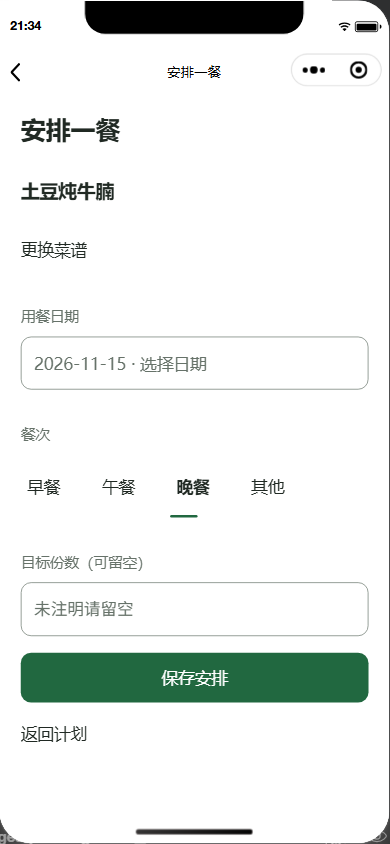 21:34
安排一餐
安排一餐
土豆炖牛腩
更换菜谱
用餐日期
2026-11-15 · 选择日期
餐次
早餐 午餐 晚餐 其他
目标份数（可留空）
未注明请留空
保存安排
返回计划